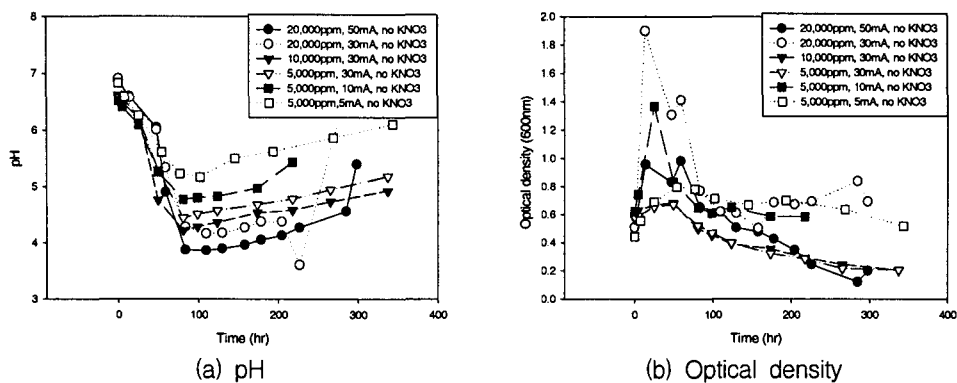 8
7
6
5
4
3
pH
0
100
200
300
400
Time (hr)
20,000ppm, 50mA, no KNO3
20,000ppm, 30mA, no KNO3
10,000ppm, 30mA, no KNO3
5,000ppm, 30mA, no KNO3
5,000ppm, 10mA, no KNO3
5,000ppm,5mA, no KNO3
(a) pH
2.0
1.8
1.6
1.4
1.2
1.0
0.8
0.6
0.4
0.2
0.0
Optical density (600nm)
0
100
200
300
400
Time (hr)
20,000ppm, 50mA, no KNO3
20,000ppm, 30mA, no KNO3
10,000ppm, 30mA, no KNO3
5,000ppm, 30mA, no KNO3
5,000ppm, 10mA, no KNO3
5,000ppm, 5mA, no KNO3
(b) Optical density